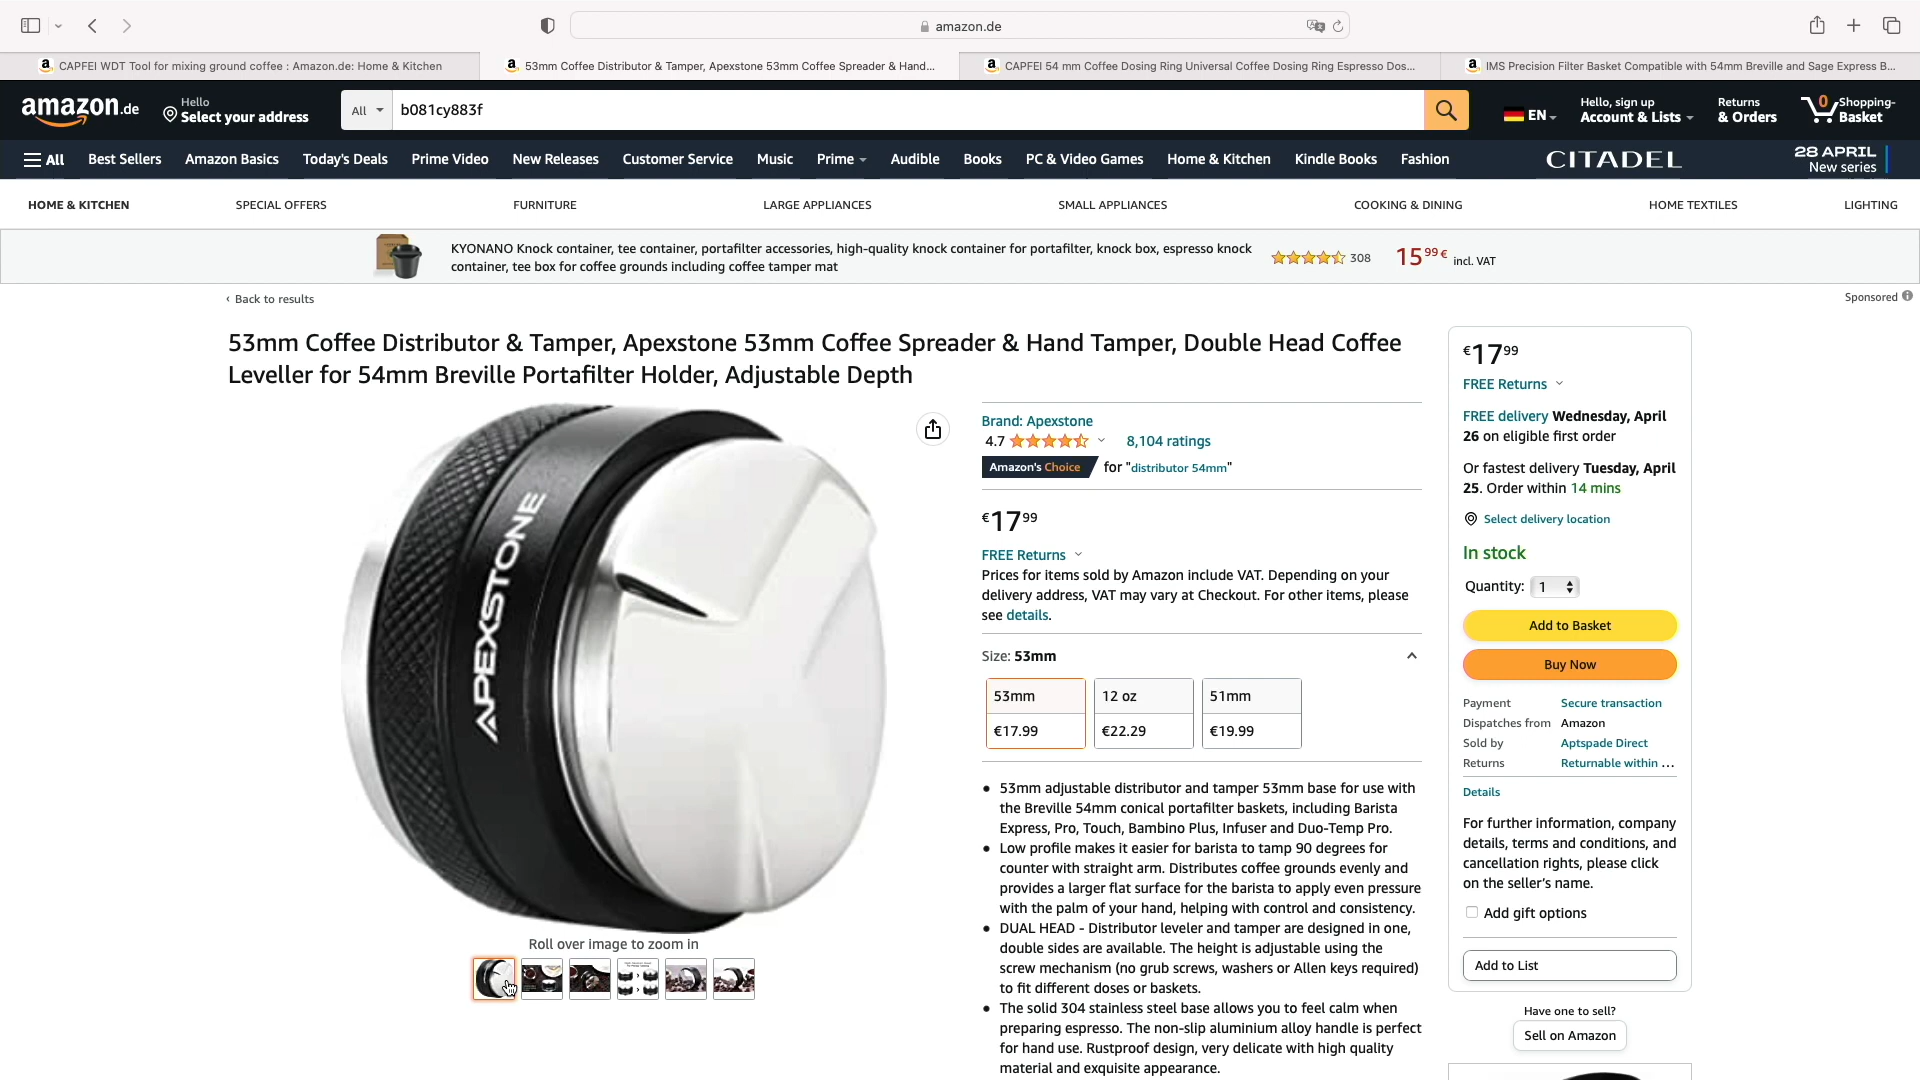 amazon.de
CAPFEI WDT Tool for mixing ground coffee : Amazon.de: Home & Kitchen
53mm Coffee Distributor & Tamper, Apexstone 53mm Coffee Spreader & Hand...
CAPFEI 54 mm Coffee Dosing Ring Universal Coffee Dosing Ring Espresso Dos...
IMS Precision Filter Basket Compatible with 54mm Breville and Sage Express B...
amazon.de
Hello
Select your address
All
b081cy883f
EN
Hello, sign up
Account & Lists
Returns
& Orders
0
Shopping-
Basket
All
Best Sellers
Amazon Basics
Today's Deals
Prime Video
New Releases
Customer Service
Music
Prime
Audible
Books
PC & Video Games
Home & Kitchen
Kindle Books
Fashion
CITADEL
28 APRIL
New series
HOME & KITCHEN
SPECIAL OFFERS
FURNITURE
LARGE APPLIANCES
SMALL APPLIANCES
COOKING & DINING
HOME TEXTILES
LIGHTING
KYONANO Knock container, tee container, portafilter accessories, high-quality knock container for portafilter, knock box, espresso knock
container, tee box for coffee grounds including coffee tamper mat
308
15 99 € incl. VAT
‹ Back to results
Sponsored
53mm Coffee Distributor & Tamper, Apexstone 53mm Coffee Spreader & Hand Tamper, Double Head Coffee
Leveller for 54mm Breville Portafilter Holder, Adjustable Depth
APEXSTONE
Roll over image to zoom in
Brand: Apexstone
4.7
8,104 ratings
Amazon's Choice for "distributor 54mm"
€17 99
FREE Returns
Prices for items sold by Amazon include VAT. Depending on your
delivery address, VAT may vary at Checkout. For other items, please
see details.
Size: 53mm
53mm
€17.99
12 oz
€22.29
51mm
€19.99
53mm adjustable distributor and tamper 53mm base for use with
the Breville 54mm conical portafilter baskets, including Barista
Express, Pro, Touch, Bambino Plus, Infuser and Duo-Temp Pro.
Low profile makes it easier for barista to tamp 90 degrees for
counter with straight arm. Distributes coffee grounds evenly and
provides a larger flat surface for the barista to apply even pressure
with the palm of your hand, helping with control and consistency.
DUAL HEAD - Distributor leveler and tamper are designed in one,
double sides are available. The height is adjustable using the
screw mechanism (no grub screws, washers or Allen keys required)
to fit different doses or baskets.
The solid 304 stainless steel base allows you to feel calm when
preparing espresso. The non-slip aluminium alloy handle is perfect
for hand use. Rustproof design, very delicate with high quality
material and exquisite appearance.
€17 99
FREE Returns
FREE delivery Wednesday, April
26 on eligible first order
Or fastest delivery Tuesday, April
25. Order within 14 mins
Select delivery location
In stock
Quantity: 1
Add to Basket
Buy Now
Payment Secure transaction
Dispatches from Amazon
Sold by Aptspade Direct
Returns Returnable within ...
Details
For further information, company
details, terms and conditions, and
cancellation rights, please click
on the seller's name.
Add gift options
Add to List
Have one to sell?
Sell on Amazon